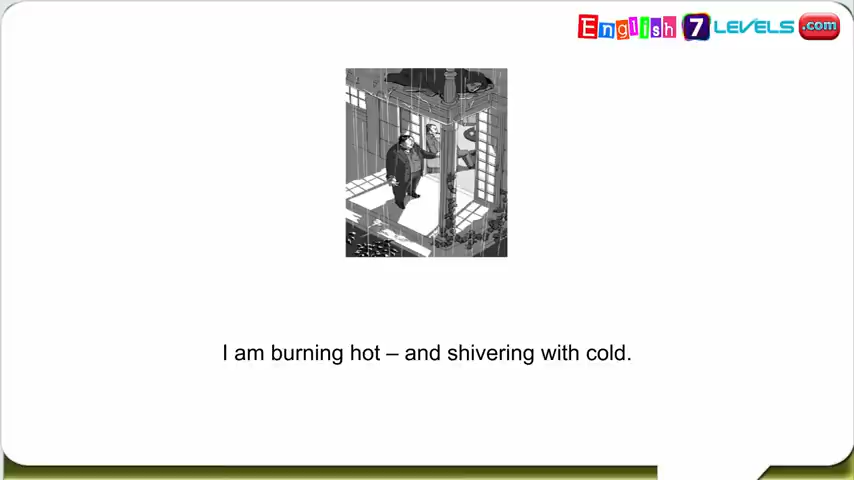 English 7 LEVELS .com
I am burning hot – and shivering with cold.